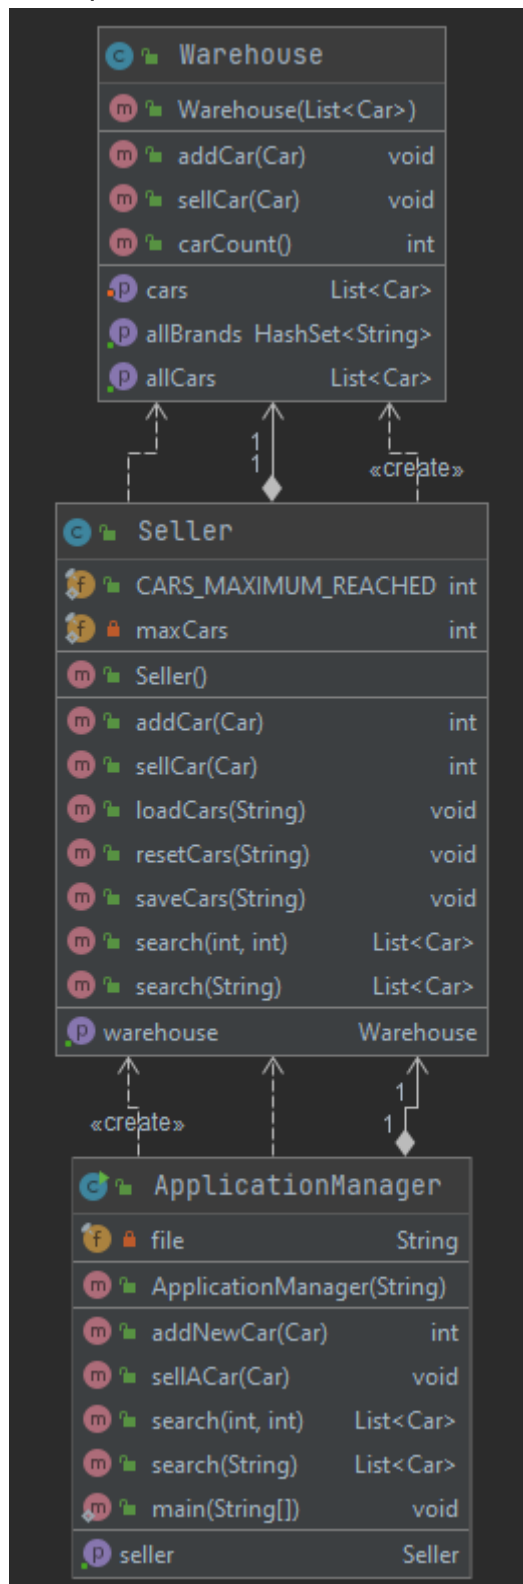 Warehouse
Warehouse(List<Car>)
addCar(Car) void
sellCar(Car) void
carCount() int
cars List<Car>
allBrands HashSet<String>
allCars List<Car>
1
1
«create»
Seller
CARS_MAXIMUM_REACHED int
maxCars int
Seller()
addCar(Car) int
sellCar(Car) int
loadCars(String) void
resetCars(String) void
saveCars(String) void
search(int, int) List<Car>
search(String) List<Car>
warehouse Warehouse
1
«create» 1
ApplicationManager
file String
ApplicationManager(String)
addNewCar(Car) int
sellACar(Car) void
search(int, int) List<Car>
search(String) List<Car>
main(String[]) void
seller Seller